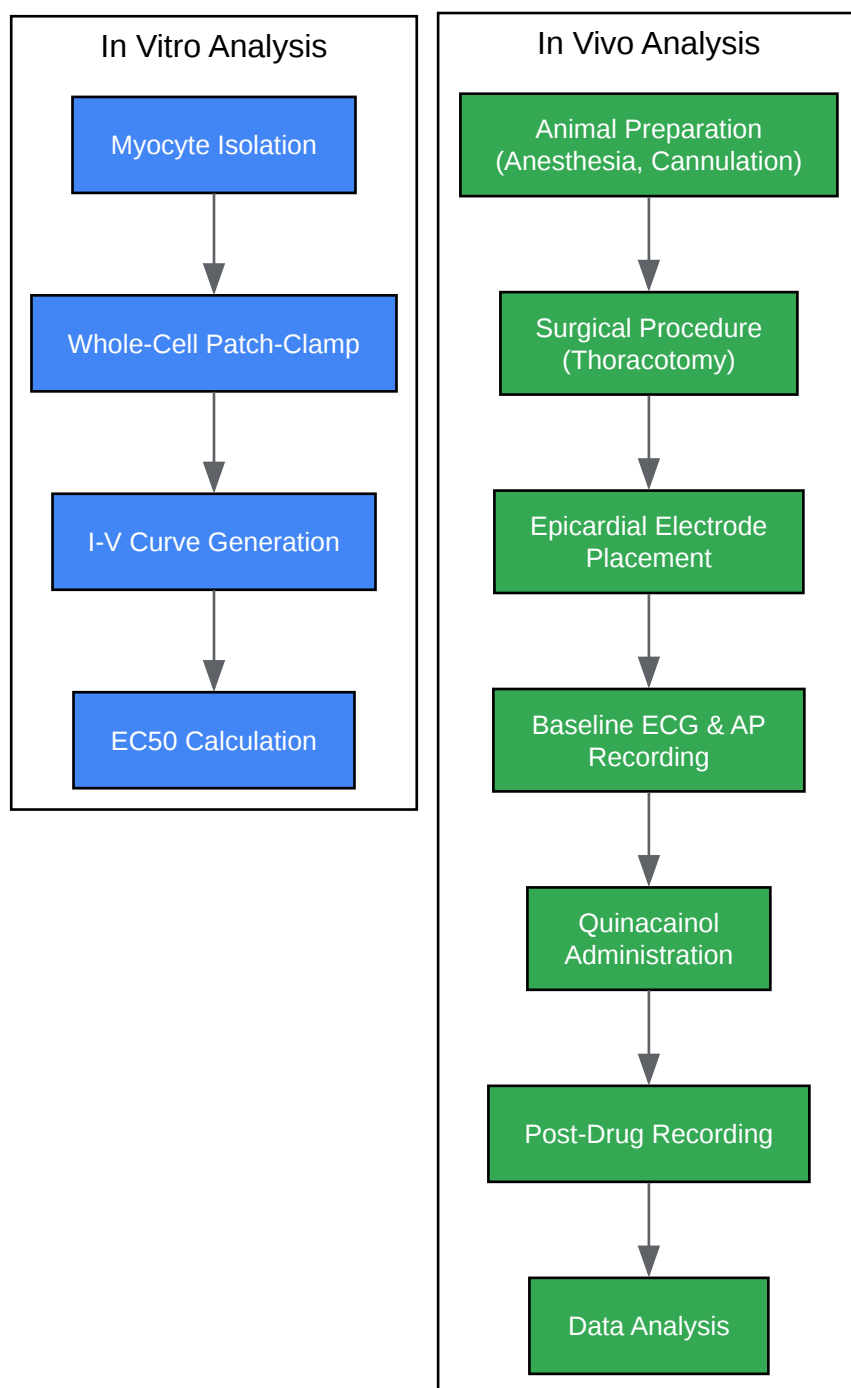 In Vitro Analysis
Myocyte Isolation
Whole-Cell Patch-Clamp
I-V Curve Generation
EC50 Calculation
In Vivo Analysis
Animal Preparation
(Anesthesia, Cannulation)
Surgical Procedure
(Thoracotomy)
Epicardial Electrode
Placement
Baseline ECG & AP
Recording
Quinacainol
Administration
Post-Drug Recording
Data Analysis